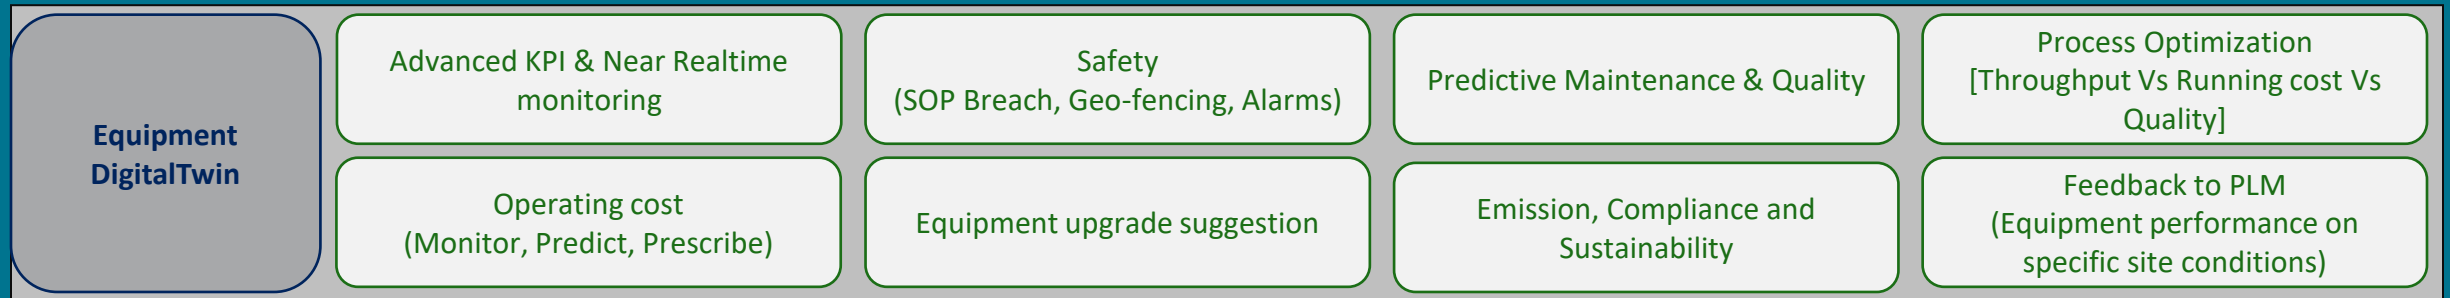 Equipment
DigitalTwin
Advanced KPI & Near Realtime
monitoring
Safety
(SOP Breach, Geo-fencing, Alarms)
Predictive Maintenance & Quality
Process Optimization
[Throughput Vs Running cost Vs
Quality]
Operating cost
(Monitor, Predict, Prescribe)
Equipment upgrade suggestion
Emission, Compliance and
Sustainability
Feedback to PLM
(Equipment performance on
specific site conditions)